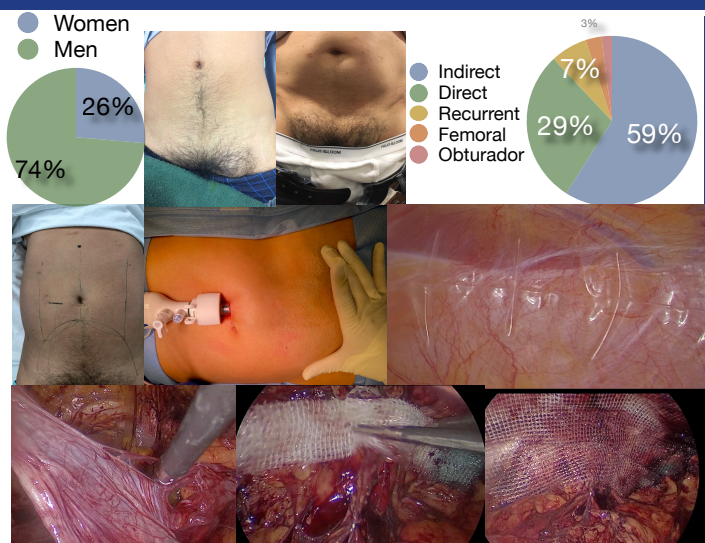 Women
Men
26%
74%
3%
Indirect
Direct
Recurrent
Femoral
Obturador
7%
29%
59%